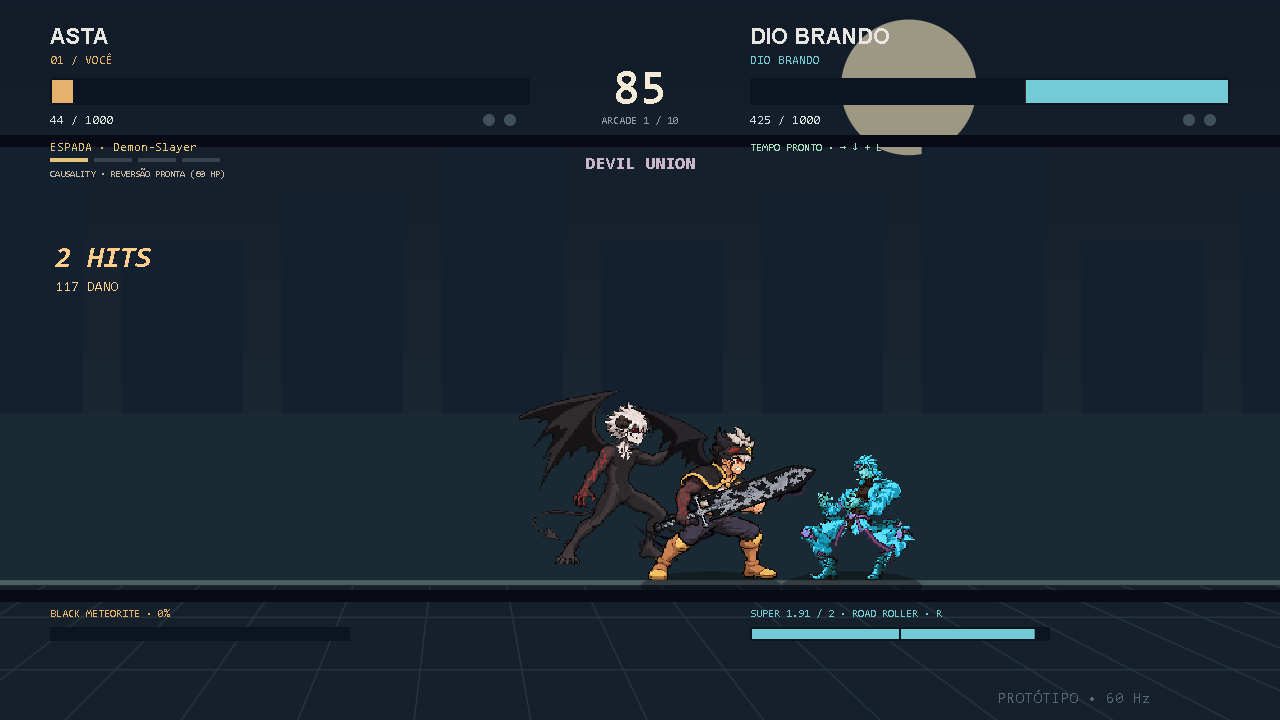 ASTA
01 / VOCÊ
44 / 1000
85
ARCADE 1 / 10
DIO BRANDO
DIO BRANDO
425 / 1000
ESPADA · Demon-Slayer
CAUSALITY · REVERSÃO PRONTA (60 HP)
DEVIL UNION
TEMPO PRONTO · → ↓ + L
2 HITS
117 DANO
BLACK METEORITE · 0%
SUPER 1.91 / 2 · ROAD ROLLER · R
PROTÓTIPO • 60 Hz